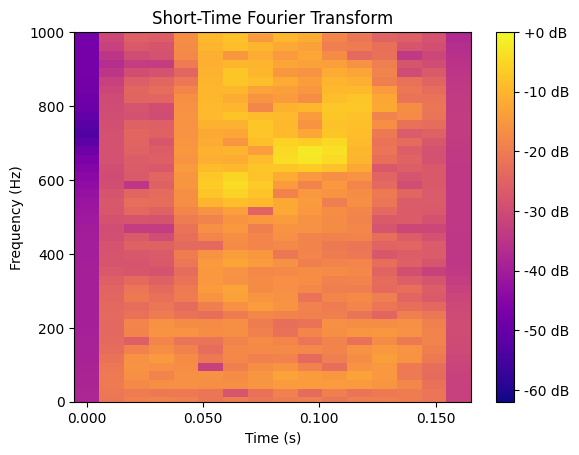 Short-Time Fourier Transform
1000
800
600
400
200
0
Frequency (Hz)
0.000
0.050
0.100
0.150
Time (s)
+0 dB
-10 dB
-20 dB
-30 dB
-40 dB
-50 dB
-60 dB